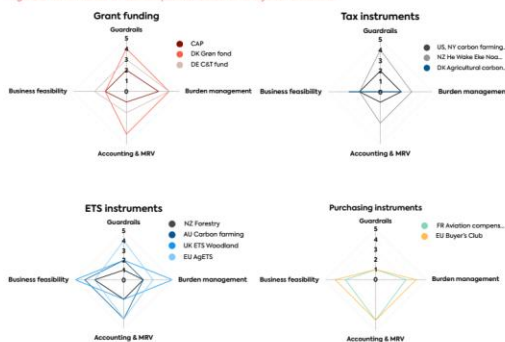 Grant funding
Guardrails
5
4
3
2
1
0
Business feasibility
Burden management
Accounting & MRV
CAP
DK Grøn fond
DE C&T fund
Tax instruments
Guardrails
5
4
3
2
1
0
Business feasibility
Burden management
Accounting & MRV
US, NY carbon farming...
NZ He Wake Eke Noa...
DK Agricultural carbon...
ETS instruments
Guardrails
5
4
3
2
1
0
Business feasibility
Burden management
Accounting & MRV
NZ Forestry
AU Carbon farming
UK ETS Woodland
EU AgETS
Purchasing instruments
Guardrails
5
4
3
2
1
0
Business feasibility
Burden management
Accounting & MRV
FR Aviation compens...
EU Buyer's Club